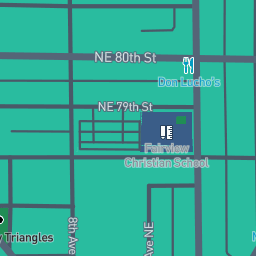 NE 80th St
Don Lucho's
NE 79th St
Fairview
Christian School
8th Ave
Ave NE
Triangles